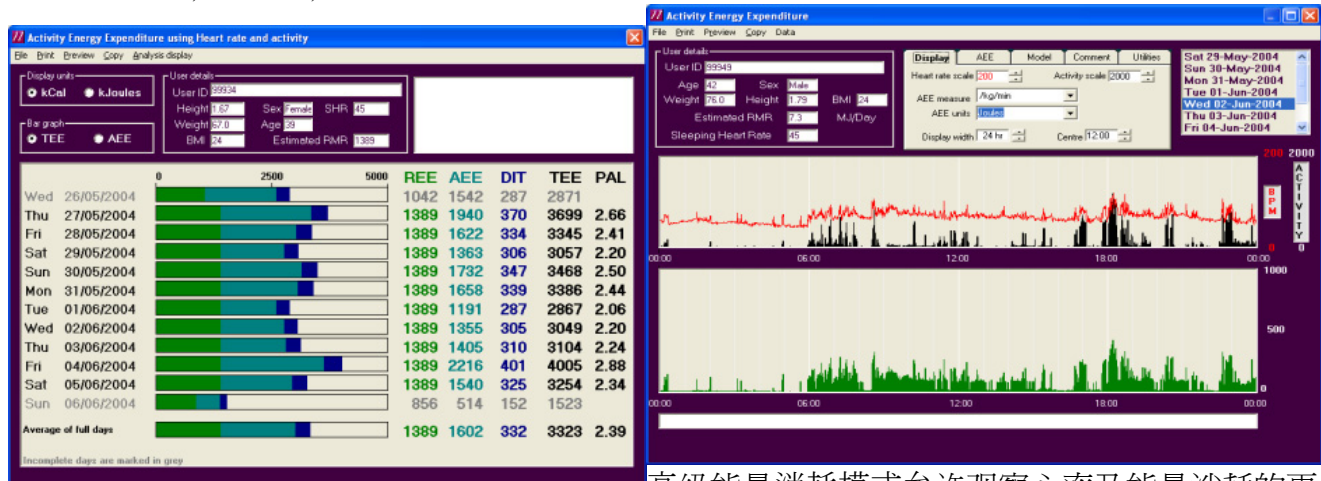 Activity Energy Expenditure using Heart rate and activity
File Print Preview Copy Analysis display
Display units
kCal kJoules
Bar graph
TEE AEE
User details
User ID 99934
Height 1.67 Sex Female SHR 45
Weight 67.0 Age 39
BMI 24 Estimated RMR 1389
0 2500 5000 REE AEE DIT TEE PAL
Wed 26/05/2004 1042 1542 287 2871
Thu 27/05/2004 1389 1940 370 3699 2.66
Fri 28/05/2004 1389 1622 334 3345 2.41
Sat 29/05/2004 1389 1363 306 3057 2.20
Sun 30/05/2004 1389 1732 347 3468 2.50
Mon 31/05/2004 1389 1658 339 3386 2.44
Tue 01/06/2004 1389 1191 287 2867 2.06
Wed 02/06/2004 1389 1355 305 3049 2.20
Thu 03/06/2004 1389 1405 310 3104 2.24
Fri 04/06/2004 1389 2216 401 4005 2.88
Sat 05/06/2004 1389 1540 325 3254 2.34
Sun 06/06/2004 856 514 152 1523
Average of full days 1389 1602 332 3323 2.39
Incomplete days are marked in grey
Activity Energy Expenditure
File Print Preview Copy Data
User details
User ID 99949
Age 42 Sex Male
Weight 76.0 Height 1.79 BMI 24
Estimated RMR 7.3 MJ/Day
Sleeping Heart Rate 45
Display AEE Model Comment Utilities
Heart rate scale 200 Activity scale 2000
AEE measure /kg/min
AEE units Joules
Display width 24 hr Centre 12:00
Sat 29-May-2004
Sun 30-May-2004
Mon 31-May-2004
Tue 01-Jun-2004
Wed 02-Jun-2004
Thu 03-Jun-2004
Fri 04-Jun-2004
200 2000
BPM
ACTIVITY
0 0
00:00 06:00 12:00 18:00 00:00
1000
500
0
00:00 06:00 12:00 18:00 00:00